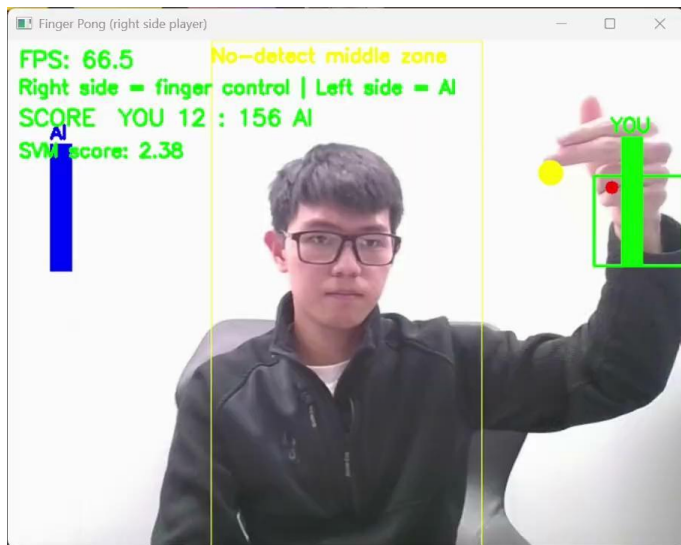 Finger Pong (right side player)
FPS: 66.5
No-detect middle zone
Right side = finger control | Left side = AI
SCORE YOU 12 : 156 AI
AI
YOU
SVM score: 2.38